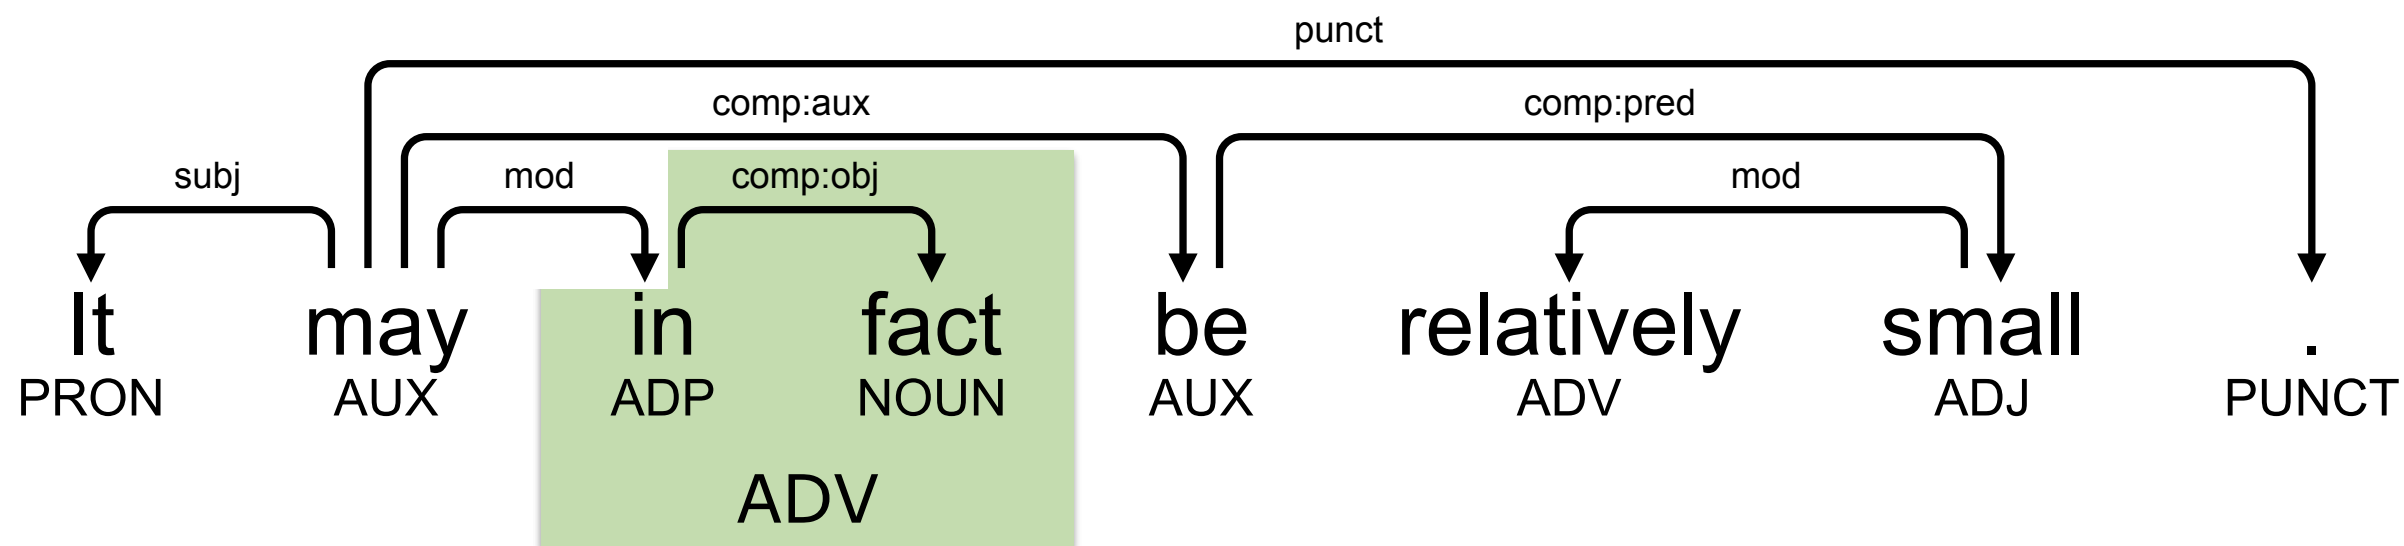 punct
comp:aux comp:pred
subj mod comp:obj mod
It may in fact be relatively small .
PRON AUX ADP NOUN AUX ADV ADJ PUNCT
ADV